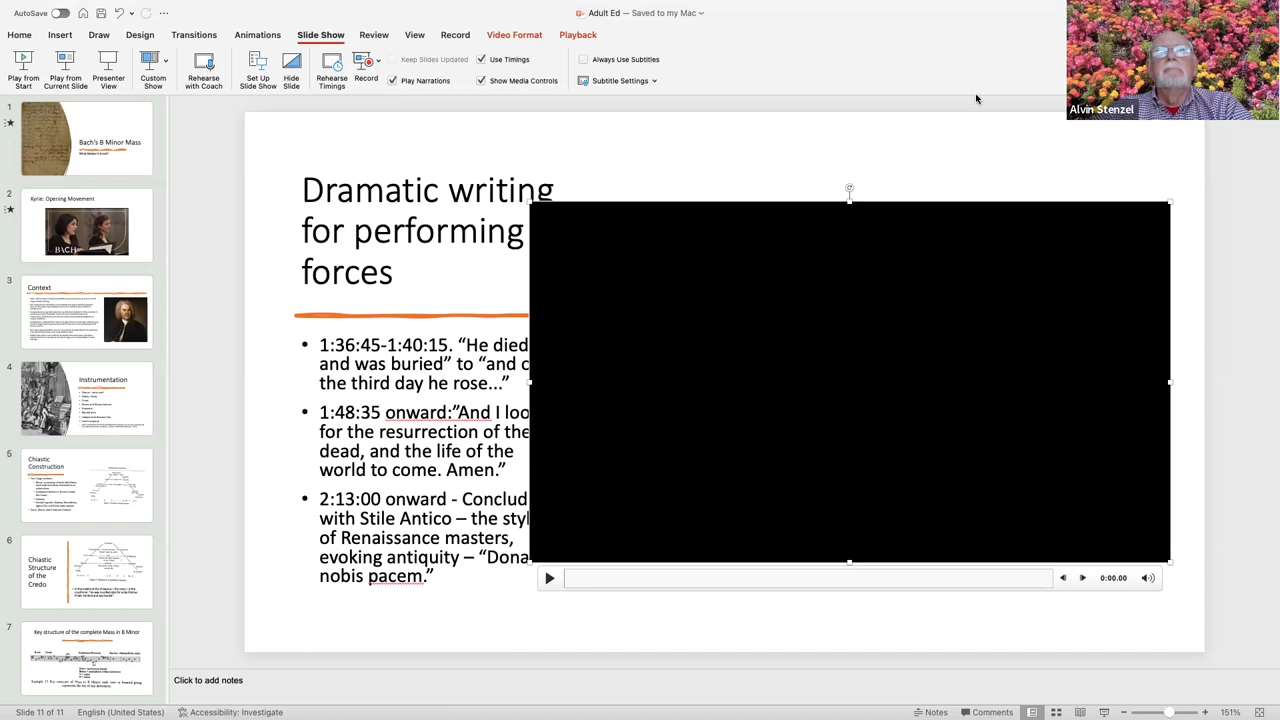 AutoSave
Adult Ed — Saved to my Mac
Home Insert Draw Design Transitions Animations Slide Show Review View Record Video Format Playback
Play from Start
Play from Current Slide
Presenter View
Custom Show
Rehearse with Coach
Set Up Slide Show
Hide Slide
Rehearse Timings
Record
Keep Slides Updated
Use Timings
Play Narrations
Show Media Controls
Always Use Subtitles
Subtitle Settings
Alvin Stenzel
1
Bach's B Minor Mass
2
Kyrie: Opening Movement
BACH
3
Context
4
Instrumentation
5
Chiastic
Construction
6
Chiastic
Structure
of the
Credo
7
Key structure of the complete Mass in B Minor
Dramatic writing
for performing
forces
• 1:36:45-1:40:15. “He died
and was buried” to “and
the third day he rose...”
• 1:48:35 onward:”And I
for the resurrection of the
dead, and the life of the
world to come. Amen.”
• 2:13:00 onward -
with Stile Antico – the
of Renaissance masters,
evoking antiquity – “Dona
nobis pacem.”
0:00.00
Click to add notes
Slide 11 of 11 English (United States) Accessibility: Investigate Notes Comments 151%